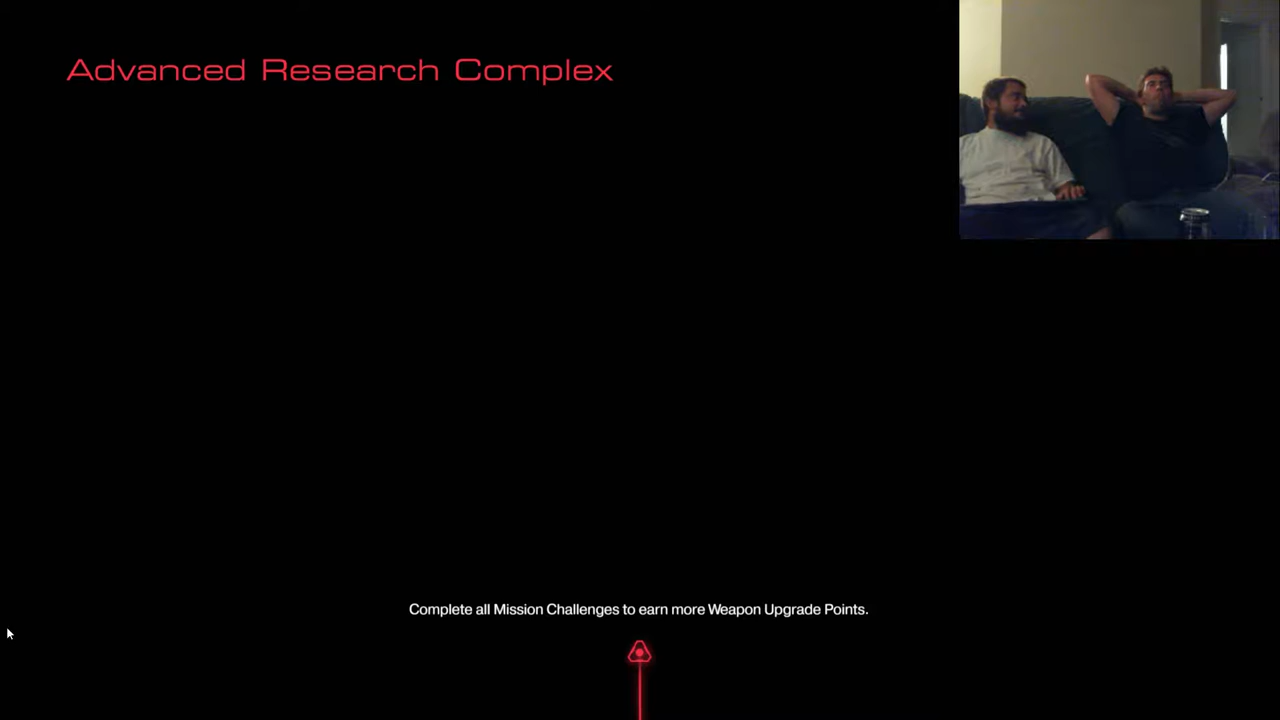 Advanced Research Complex
Complete all Mission Challenges to earn more Weapon Upgrade Points.